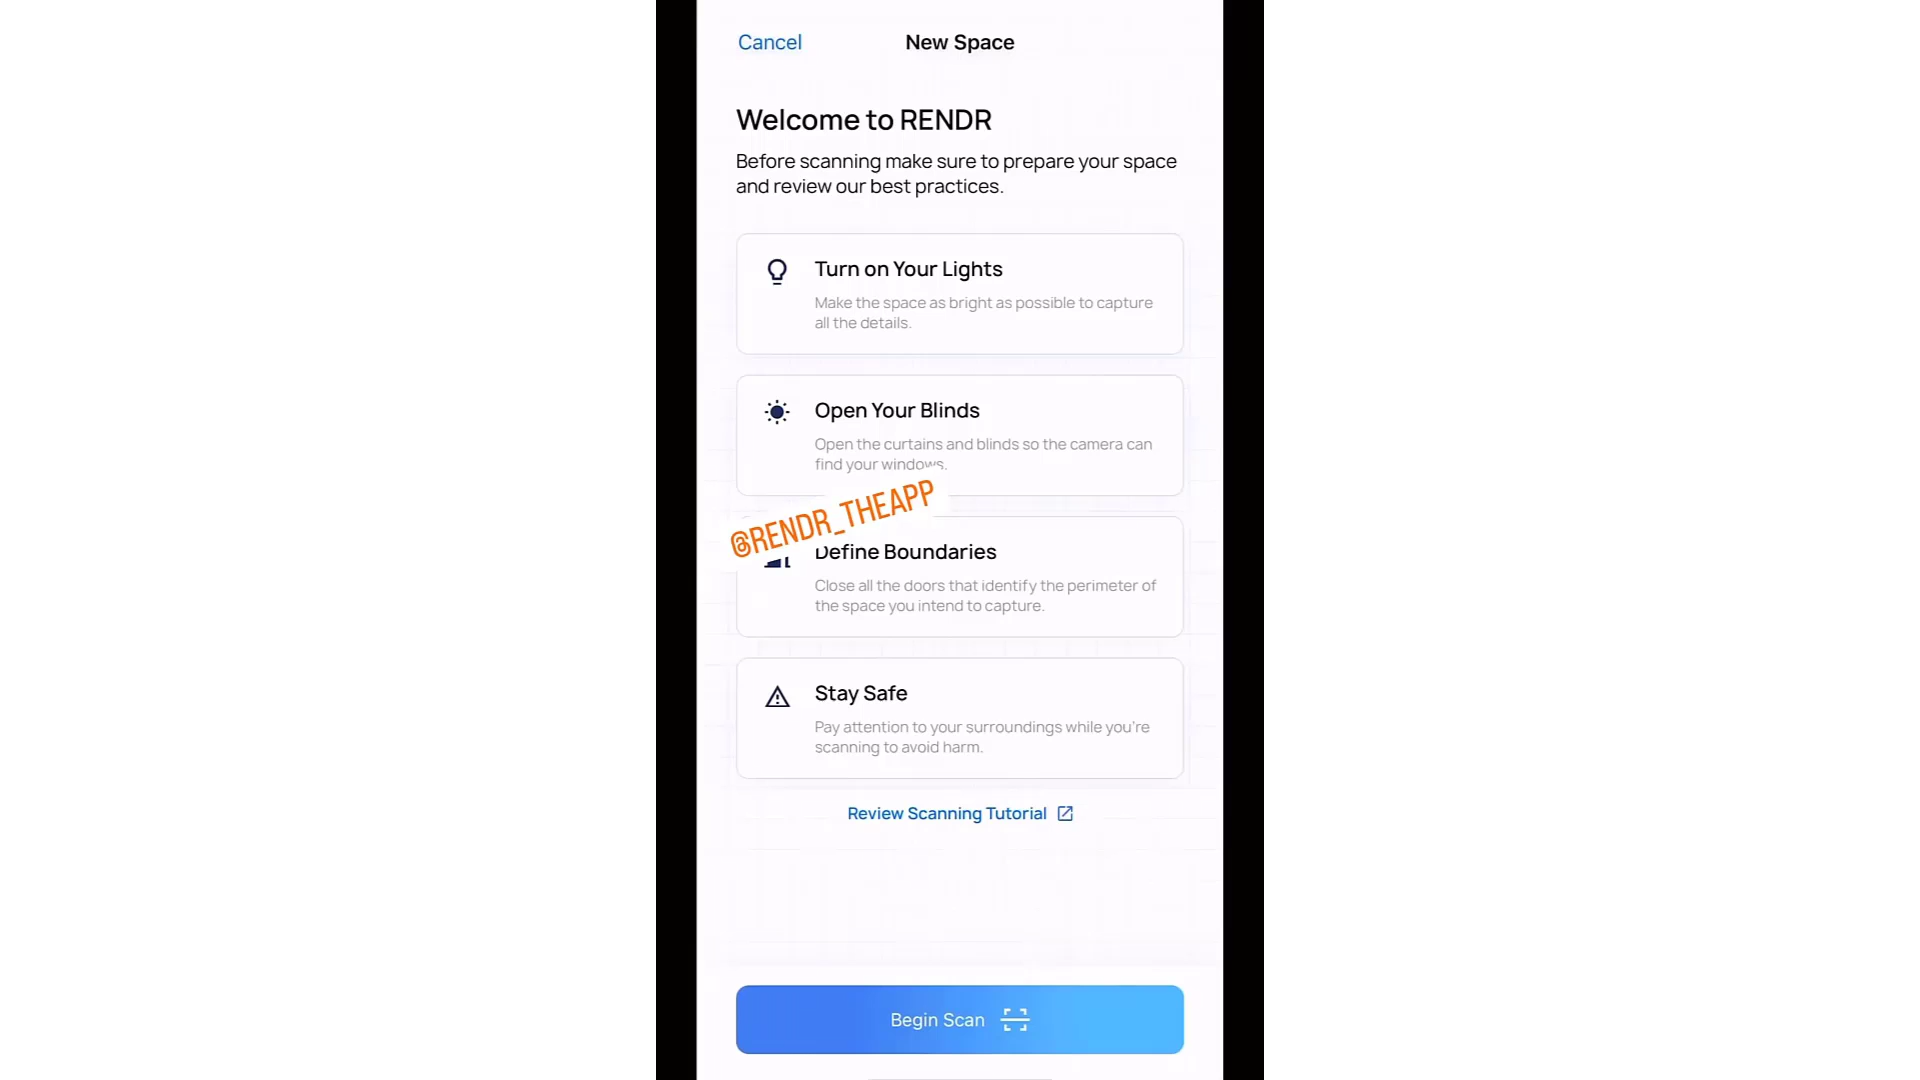 Cancel
New Space
Welcome to RENDR
Before scanning make sure to prepare your space
and review our best practices.
Turn on Your Lights
Make the space as bright as possible to capture
all the details.
Open Your Blinds
Open the curtains and blinds so the camera can
find your windows.
@RENDR_THEAPP
Define Boundaries
Close all the doors that identify the perimeter of
the space you intend to capture.
Stay Safe
Pay attention to your surroundings while you're
scanning to avoid harm.
Review Scanning Tutorial
Begin Scan